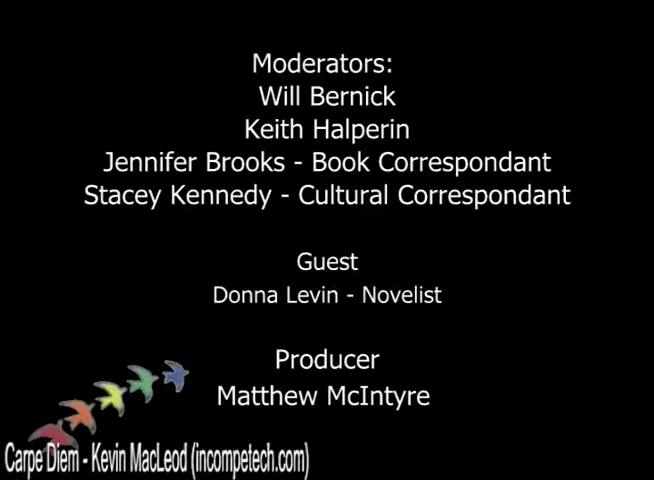 Moderators:
Will Bernick
Keith Halperin
Jennifer Brooks - Book Correspondant
Stacey Kennedy - Cultural Correspondant
Guest
Donna Levin - Novelist
Producer
Matthew McIntyre
Carpe Diem - Kevin MacLeod (incompetech.com)